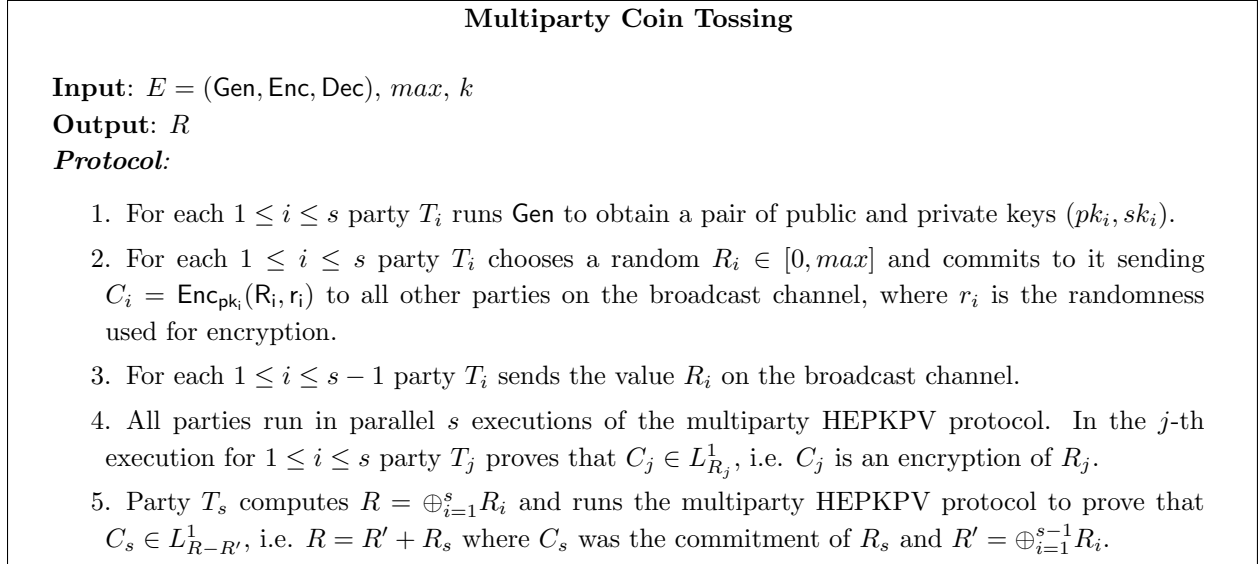 Multiparty Coin Tossing
Input: E = (Gen, Enc, Dec), max, k
Output: R
Protocol:
1. For each 1 ≤ i ≤ s party T_i runs Gen to obtain a pair of public and private keys (pk_i, sk_i).
2. For each 1 ≤ i ≤ s party T_i chooses a random R_i ∈ [0, max] and commits to it sending
C_i = Enc_{pk_i}(R_i, r_i) to all other parties on the broadcast channel, where r_i is the randomness
used for encryption.
3. For each 1 ≤ i ≤ s − 1 party T_i sends the value R_i on the broadcast channel.
4. All parties run in parallel s executions of the multiparty HEPKPV protocol. In the j-th
execution for 1 ≤ i ≤ s party T_j proves that C_j ∈ L^1_{R_j}, i.e. C_j is an encryption of R_j.
5. Party T_s computes R = ⊕^s_{i=1} R_i and runs the multiparty HEPKPV protocol to prove that
C_s ∈ L^1_{R−R′}, i.e. R = R′ + R_s where C_s was the commitment of R_s and R′ = ⊕^{s−1}_{i=1} R_i.